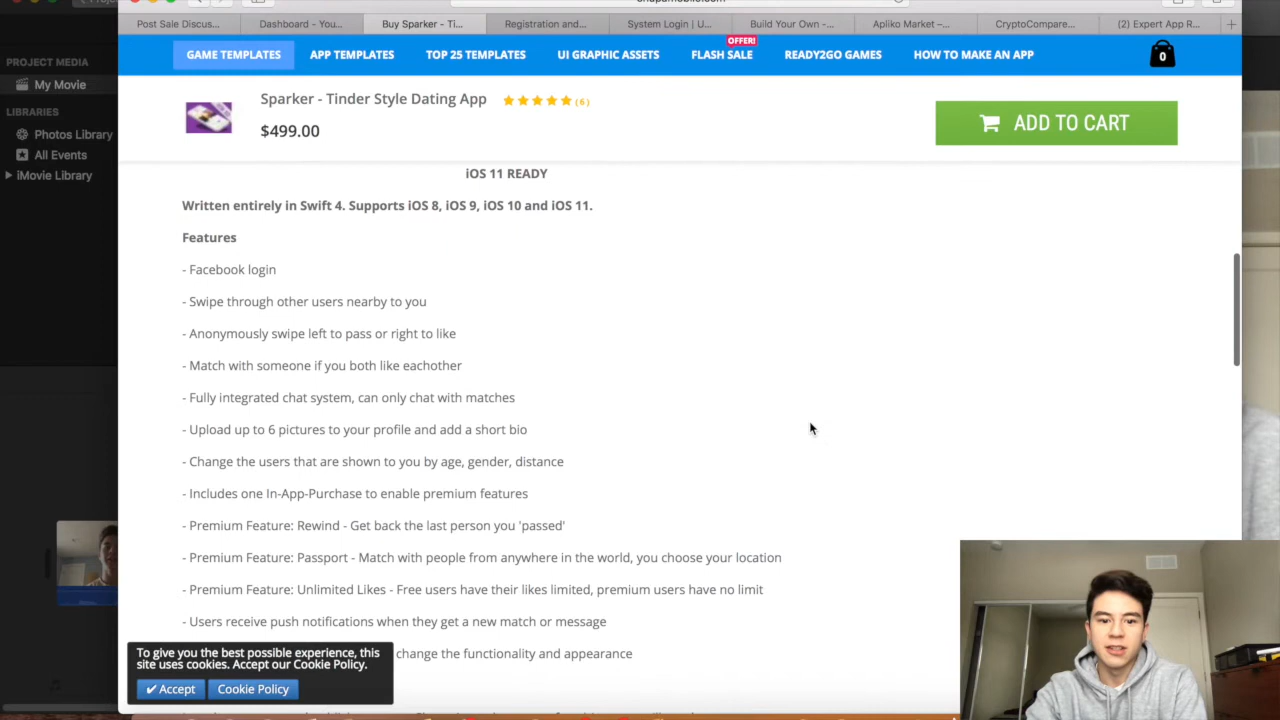 Post Sale Discus...
Dashboard - You...
Buy Sparker - Ti...
Registration and...
System Login | U...
Build Your Own -...
Apliko Market –...
CryptoCompare...
(2) Expert App R...
PROJECT MEDIA
My Movie
LIBRARIES
Photos Library
All Events
iMovie Library
GAME TEMPLATES
APP TEMPLATES
TOP 25 TEMPLATES
UI GRAPHIC ASSETS
OFFER!
FLASH SALE
READY2GO GAMES
HOW TO MAKE AN APP
0
Sparker - Tinder Style Dating App
(6)
$499.00
ADD TO CART
iOS 11 READY
Written entirely in Swift 4. Supports iOS 8, iOS 9, iOS 10 and iOS 11.
Features
- Facebook login
- Swipe through other users nearby to you
- Anonymously swipe left to pass or right to like
- Match with someone if you both like eachother
- Fully integrated chat system, can only chat with matches
- Upload up to 6 pictures to your profile and add a short bio
- Change the users that are shown to you by age, gender, distance
- Includes one In-App-Purchase to enable premium features
- Premium Feature: Rewind - Get back the last person you 'passed'
- Premium Feature: Passport - Match with people from anywhere in the world, you choose your location
- Premium Feature: Unlimited Likes - Free users have their likes limited, premium users have no limit
- Users receive push notifications when they get a new match or message
change the functionality and appearance
To give you the best possible experience, this
site uses cookies. Accept our Cookie Policy.
✔ Accept
Cookie Policy